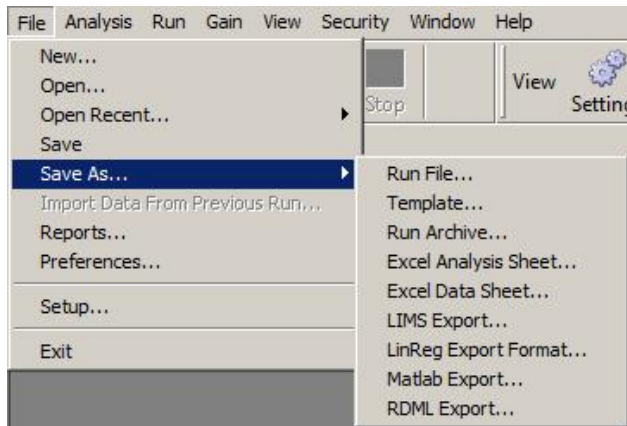 File Analysis Run Gain View Security Window Help
New...
Open...
Open Recent...
Save
Save As...
Import Data From Previous Run...
Reports...
Preferences...
Setup...
Exit
Stop
View
Setting
Run File...
Template...
Run Archive...
Excel Analysis Sheet...
Excel Data Sheet...
LIMS Export...
LinReg Export Format...
Matlab Export...
RDML Export...